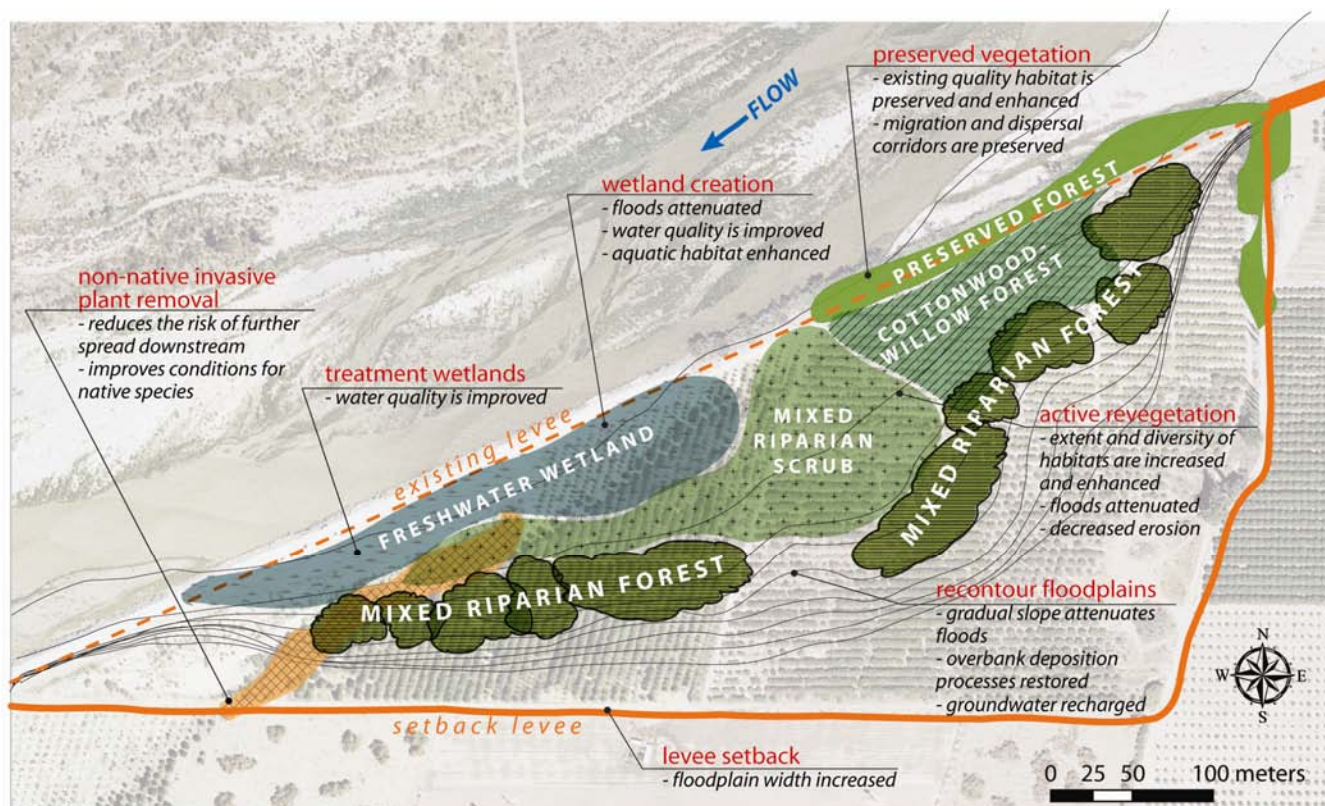 preserved vegetation
- existing quality habitat is
preserved and enhanced
- migration and dispersal
corridors are preserved
FLOW
wetland creation
- floods attenuated
- water quality is improved
- aquatic habitat enhanced
non-native invasive
plant removal
- reduces the risk of further
spread downstream
- improves conditions for
native species
treatment wetlands
- water quality is improved
PRESERVED FOREST
COTTONWOOD-
WILLOW FOREST
MIXED RIPARIAN FOREST
MIXED
RIPARIAN
SCRUB
existing levee
FRESHWATER WETLAND
active revegetation
- extent and diversity of
habitats are increased
and enhanced
- floods attenuated
- decreased erosion
MIXED RIPARIAN FOREST
recontour floodplains
- gradual slope attenuates
floods
- overbank deposition
processes restored
- groundwater recharged
N
W E
S
setback levee
levee setback
- floodplain width increased
0 25 50 100 meters